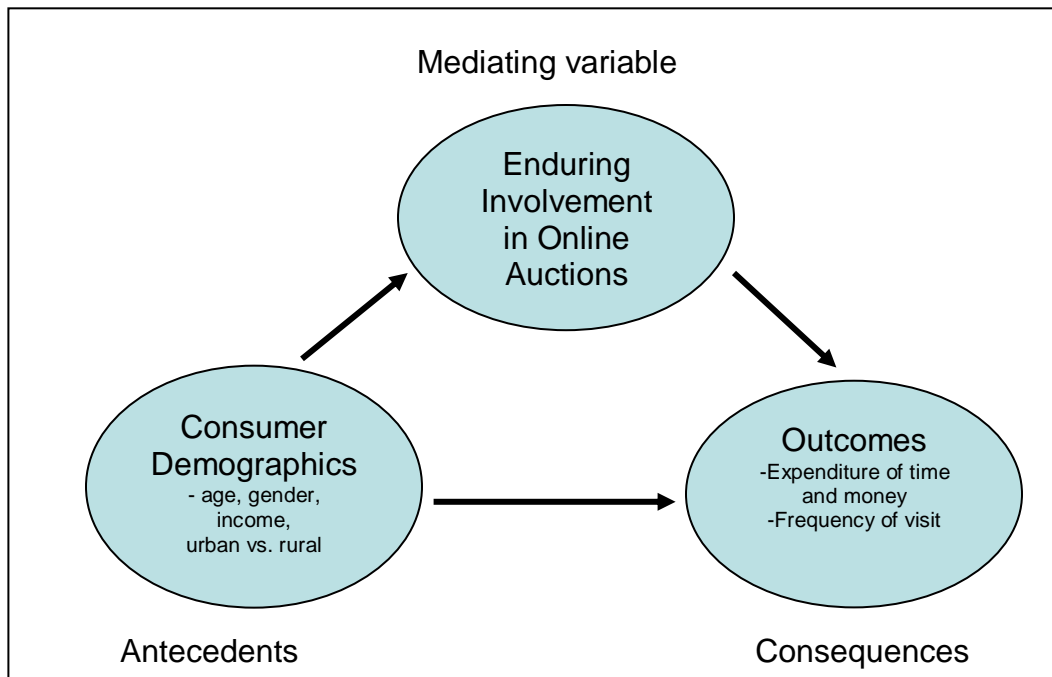 Mediating variable
Enduring
Involvement
in Online
Auctions
Consumer
Demographics
- age, gender,
income,
urban vs. rural
Outcomes
-Expenditure of time
and money
-Frequency of visit
Antecedents
Consequences